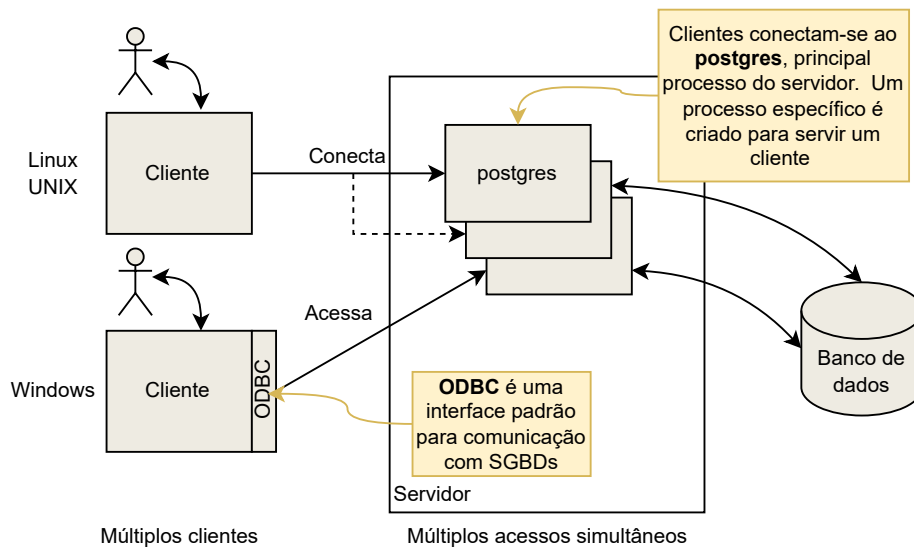 Clientes conectam-se ao
postgres, principal
processo do servidor. Um
processo específico é
criado para servir um
cliente
Linux
UNIX
Cliente
Conecta
postgres
Acessa
Windows
Cliente
ODBC
ODBC é uma
interface padrão
para comunicação
com SGBDs
Banco de
dados
Servidor
Múltiplos clientes
Múltiplos acessos simultâneos